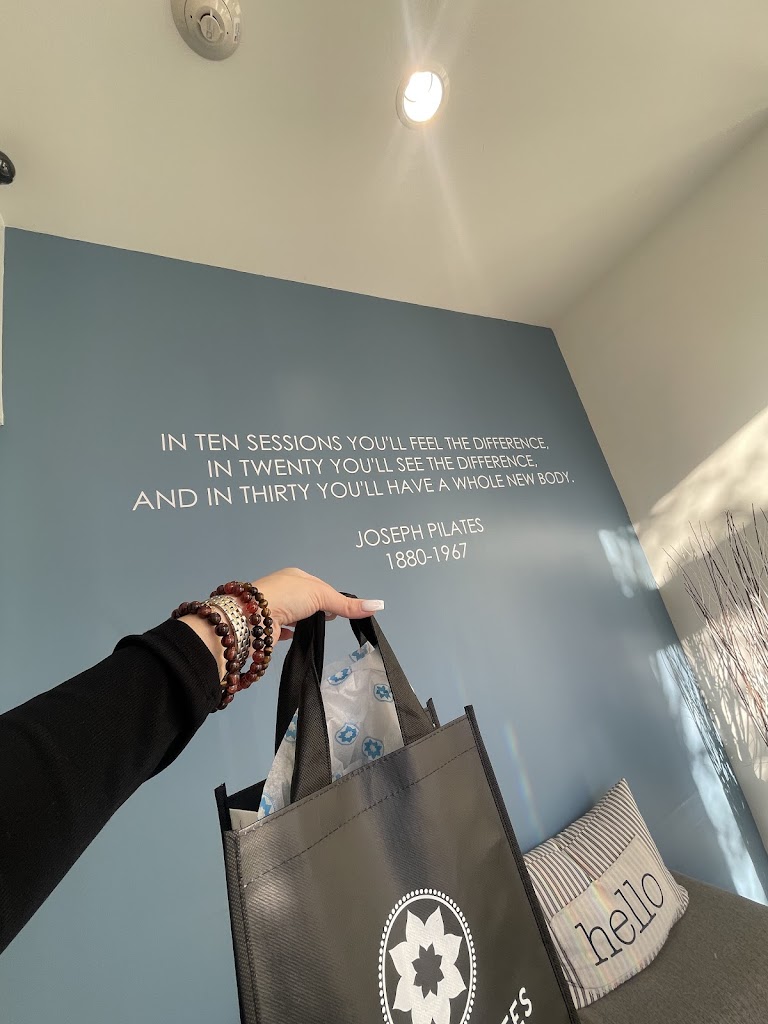 IN TEN SESSIONS YOU'LL FEEL THE DIFFERENCE,
IN TWENTY YOU'LL SEE THE DIFFERENCE,
AND IN THIRTY YOU'LL HAVE A WHOLE NEW BODY.
JOSEPH PILATES
1880-1967
hello